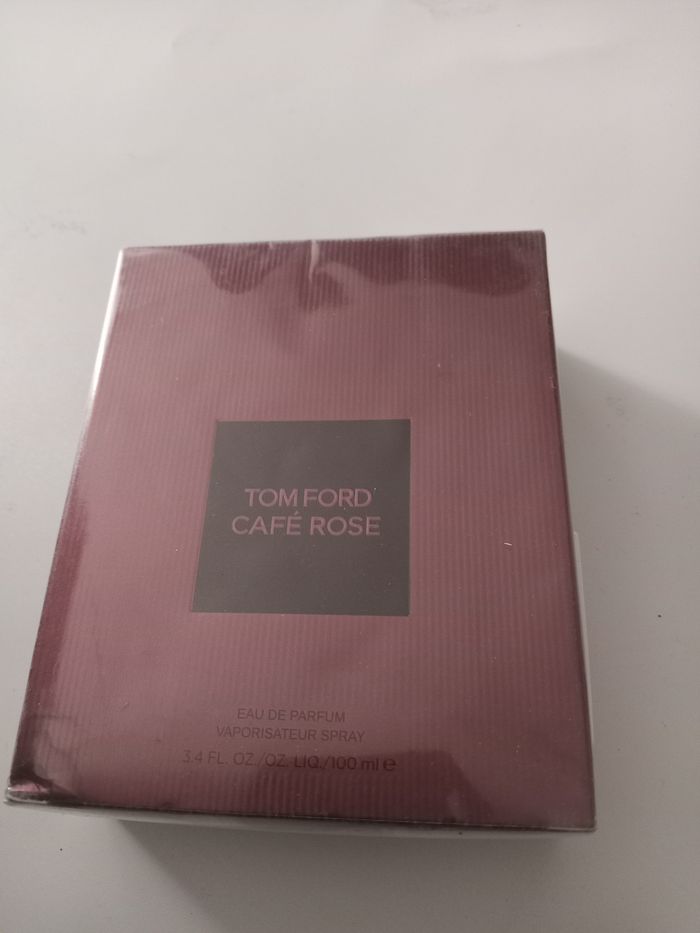 TOM FORD
CAFÉ ROSE
EAU DE PARFUM
VAPORISATEUR SPRAY
3.4 FL. OZ./OZ. LIQ./100 ml ℮